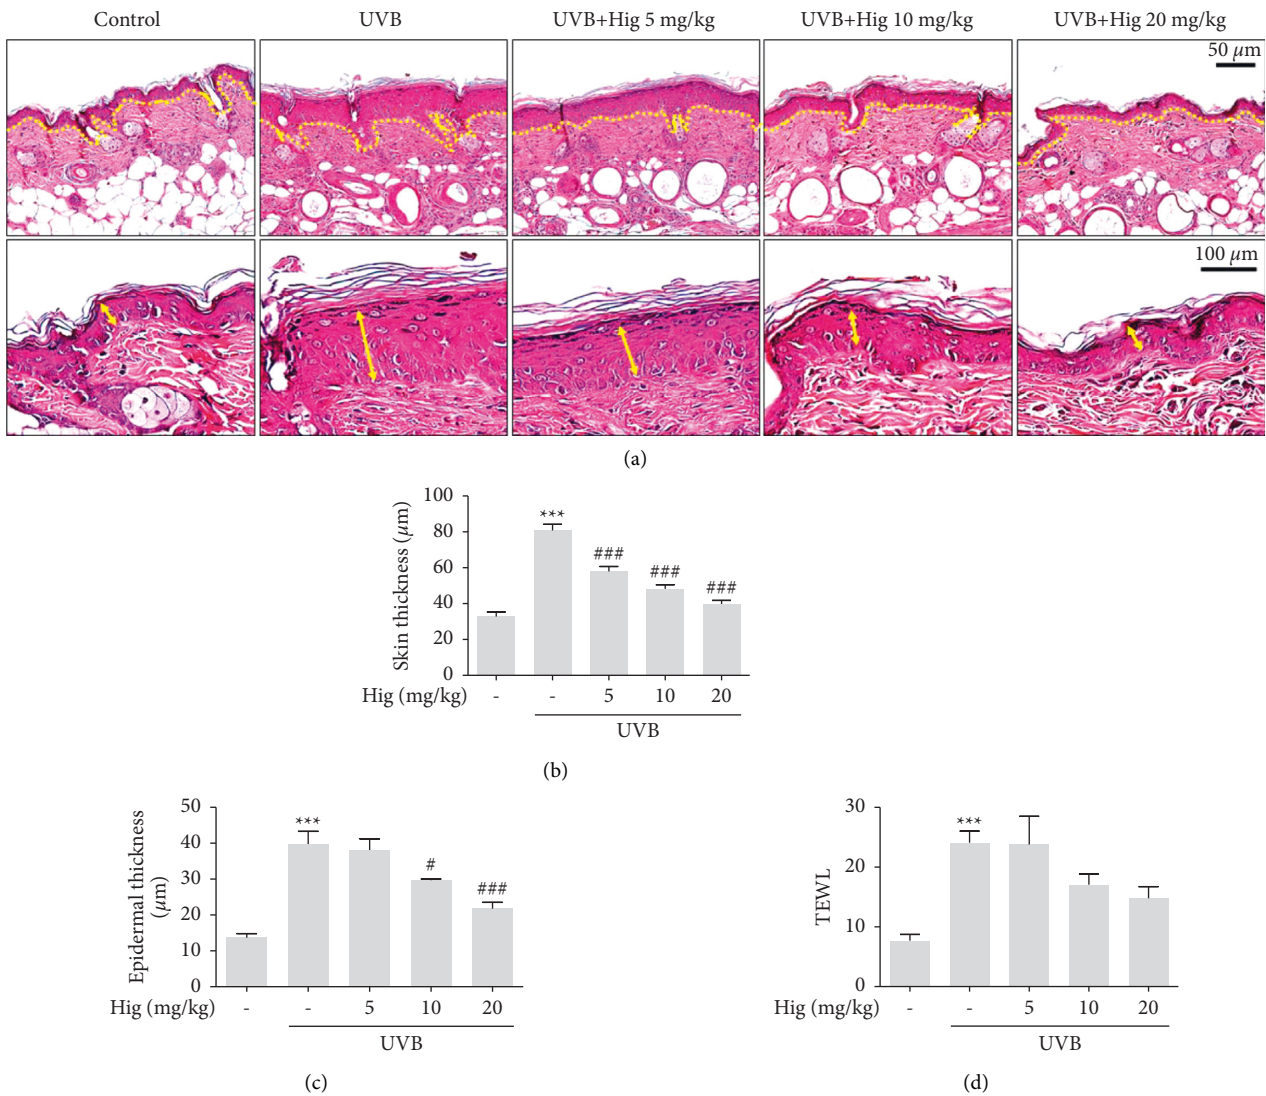 Control UVB UVB+Hig 5 mg/kg UVB+Hig 10 mg/kg UVB+Hig 20 mg/kg
50 µm
100 µm
(a)
Skin thickness (µm)
100
80
60
40
20
0
***
###
###
###
Hig (mg/kg) - - 5 10 20
UVB
(b)
Epidermal thickness
(µm)
50
40
30
20
10
0
***
#
###
Hig (mg/kg) - - 5 10 20
UVB
(c)
TEWL
30
20
10
0
***
Hig (mg/kg) - - 5 10 20
UVB
(d)